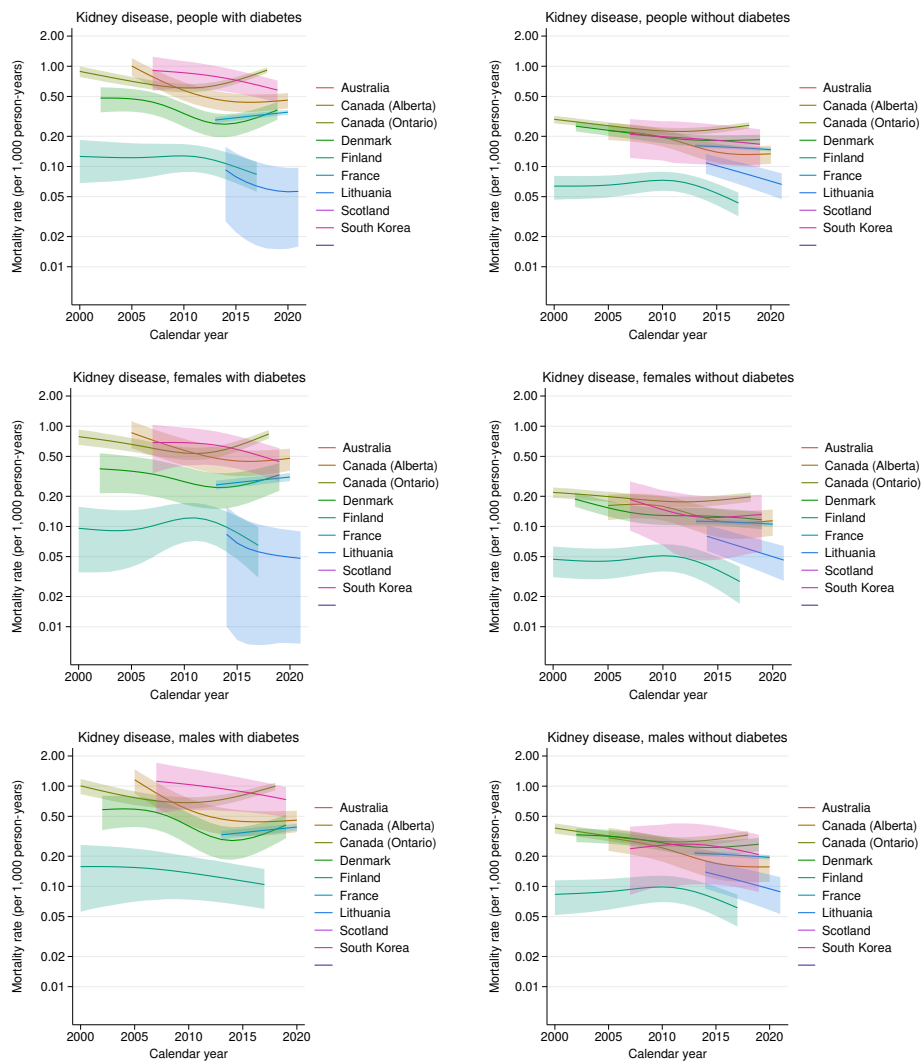 Kidney disease, people with diabetes
2.00
1.00
0.50
0.20
0.10
0.05
0.02
0.01
Mortality rate (per 1,000 person-years)
2000 2005 2010 2015 2020
Calendar year
Australia
Canada (Alberta)
Canada (Ontario)
Denmark
Finland
France
Lithuania
Scotland
South Korea
Kidney disease, people without diabetes
2.00
1.00
0.50
0.20
0.10
0.05
0.02
0.01
Mortality rate (per 1,000 person-years)
2000 2005 2010 2015 2020
Calendar year
Australia
Canada (Alberta)
Canada (Ontario)
Denmark
Finland
France
Lithuania
Scotland
South Korea
Kidney disease, females with diabetes
2.00
1.00
0.50
0.20
0.10
0.05
0.02
0.01
Mortality rate (per 1,000 person-years)
2000 2005 2010 2015 2020
Calendar year
Australia
Canada (Alberta)
Canada (Ontario)
Denmark
Finland
France
Lithuania
Scotland
South Korea
Kidney disease, females without diabetes
2.00
1.00
0.50
0.20
0.10
0.05
0.02
0.01
Mortality rate (per 1,000 person-years)
2000 2005 2010 2015 2020
Calendar year
Australia
Canada (Alberta)
Canada (Ontario)
Denmark
Finland
France
Lithuania
Scotland
South Korea
Kidney disease, males with diabetes
2.00
1.00
0.50
0.20
0.10
0.05
0.02
0.01
Mortality rate (per 1,000 person-years)
2000 2005 2010 2015 2020
Calendar year
Australia
Canada (Alberta)
Canada (Ontario)
Denmark
Finland
France
Lithuania
Scotland
South Korea
Kidney disease, males without diabetes
2.00
1.00
0.50
0.20
0.10
0.05
0.02
0.01
Mortality rate (per 1,000 person-years)
2000 2005 2010 2015 2020
Calendar year
Australia
Canada (Alberta)
Canada (Ontario)
Denmark
Finland
France
Lithuania
Scotland
South Korea